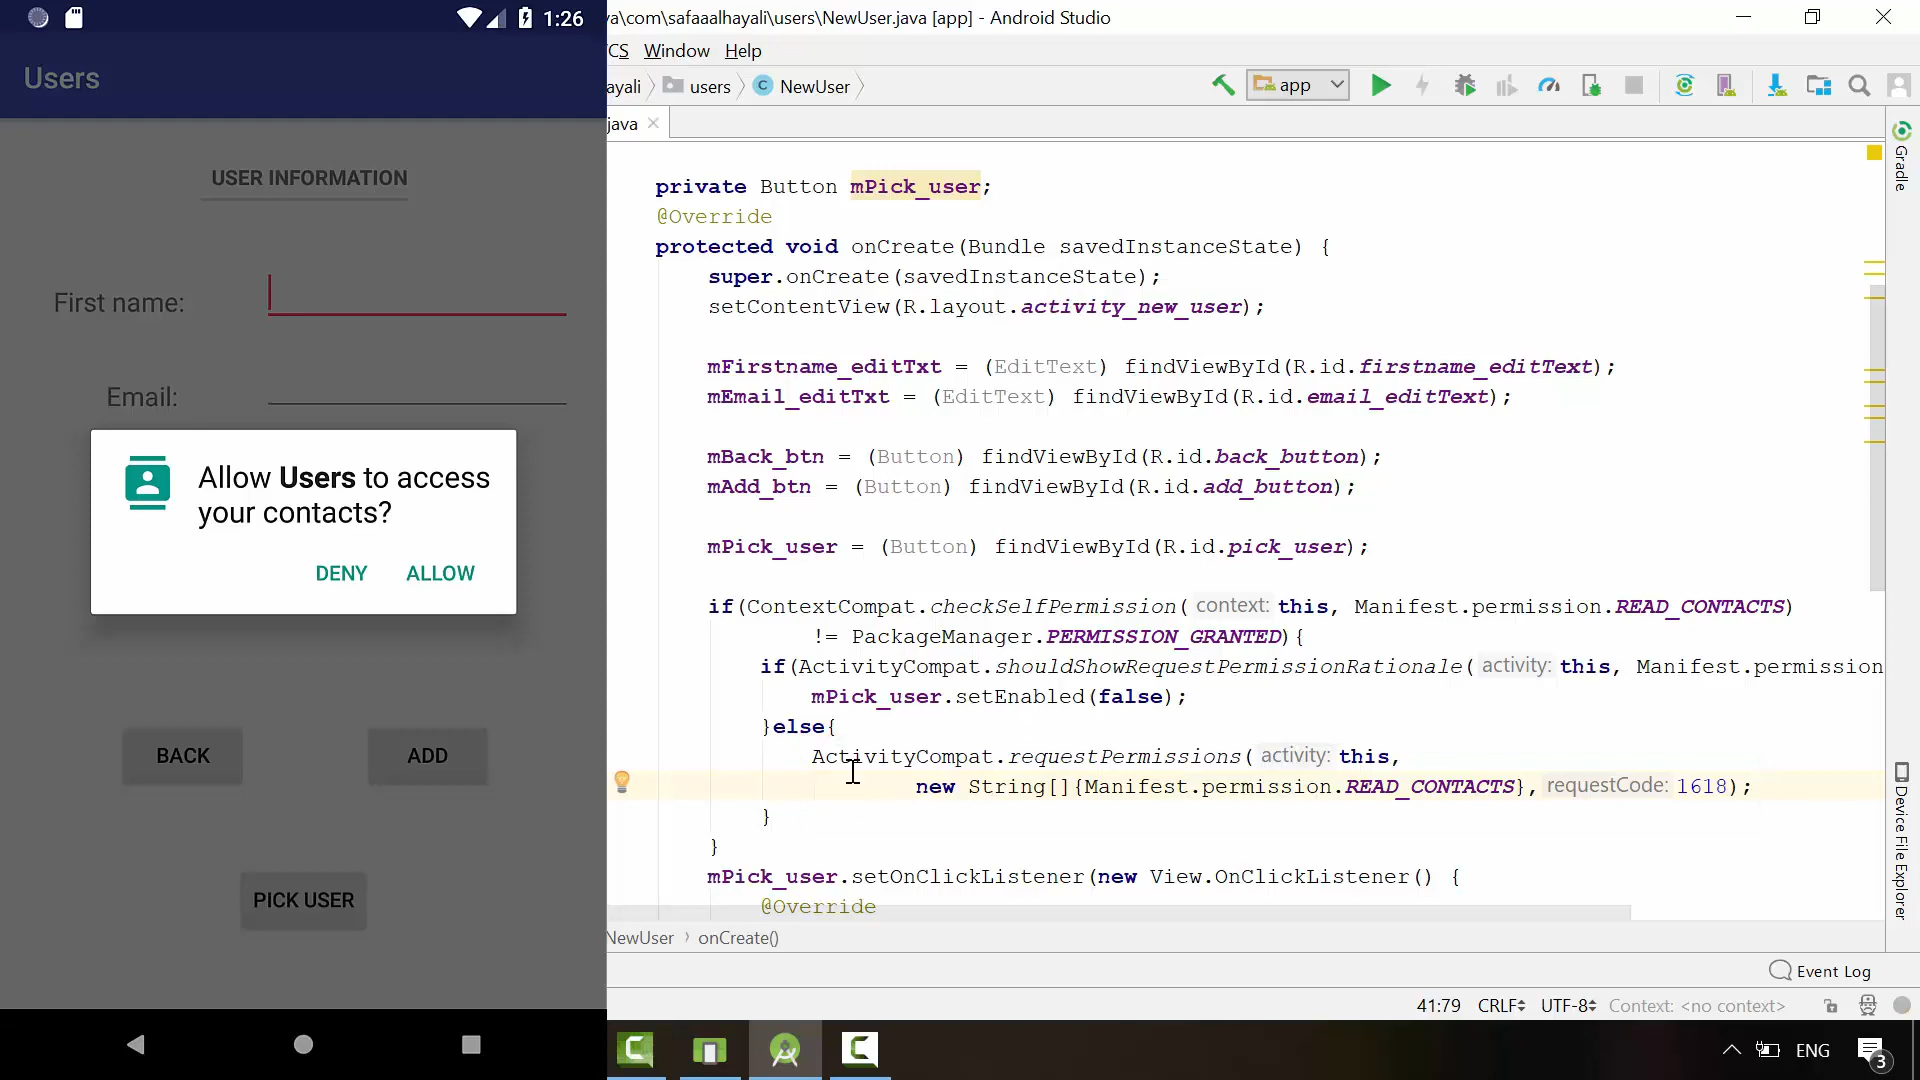 1:26
Users
USER INFORMATION
First name:
Email:
Allow Users to access
your contacts?
DENY ALLOW
BACK ADD
PICK USER
va\com\safaaalhayali\users\NewUser.java [app] - Android Studio
CS Window Help
ayali users NewUser app
java
private Button mPick_user;
@Override
protected void onCreate(Bundle savedInstanceState) {
super.onCreate(savedInstanceState);
setContentView(R.layout.activity_new_user);
mFirstname_editTxt = (EditText) findViewById(R.id.firstname_editText);
mEmail_editTxt = (EditText) findViewById(R.id.email_editText);
mBack_btn = (Button) findViewById(R.id.back_button);
mAdd_btn = (Button) findViewById(R.id.add_button);
mPick_user = (Button) findViewById(R.id.pick_user);
if(ContextCompat.checkSelfPermission( context: this, Manifest.permission.READ_CONTACTS)
!= PackageManager.PERMISSION_GRANTED){
if(ActivityCompat.shouldShowRequestPermissionRationale( activity: this, Manifest.permission
mPick_user.setEnabled(false);
}else{
ActivityCompat.requestPermissions( activity: this,
new String[]{Manifest.permission.READ_CONTACTS}, requestCode: 1618);
}
}
mPick_user.setOnClickListener(new View.OnClickListener() {
@Override
NewUser › onCreate()
Gradle
Device File Explorer
Event Log
41:79 CRLF UTF-8 Context: <no context>
ENG 3